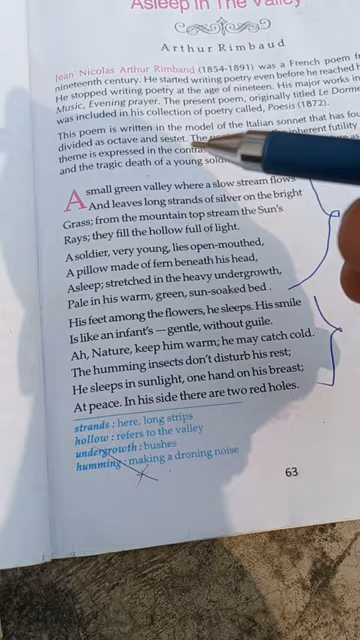 Asleep In The Valley
Arthur Rimbaud
Jean Nicolas Arthur Rimband (1854-1891) was a French poem
nineteenth century. He started writing poetry even before he reached
He stopped writing poetry at the age of nineteen. His major works in
Music, Evening prayer. The present poem, originally titled Le Dorme
was included in his collection of poetry called, Poesis (1872).
This poem is written in the model of the Italian sonnet that has fou
divided as octave and sestet. The inherent futility
theme is expressed in the contras
and the tragic death of a young sold
A small green valley where a slow stream flows
And leaves long strands of silver on the bright
Grass; from the mountain top stream the Sun's
Rays; they fill the hollow full of light.
A soldier, very young, lies open-mouthed,
A pillow made of fern beneath his head,
Asleep; stretched in the heavy undergrowth,
Pale in his warm, green, sun-soaked bed .
His feet among the flowers, he sleeps. His smile
Is like an infant's — gentle, without guile.
Ah, Nature, keep him warm; he may catch cold.
The humming insects don't disturb his rest;
He sleeps in sunlight, one hand on his breast;
At peace. In his side there are two red holes.
strands : here, long strips
hollow : refers to the valley
undergrowth : bushes
humming : making a droning noise
63